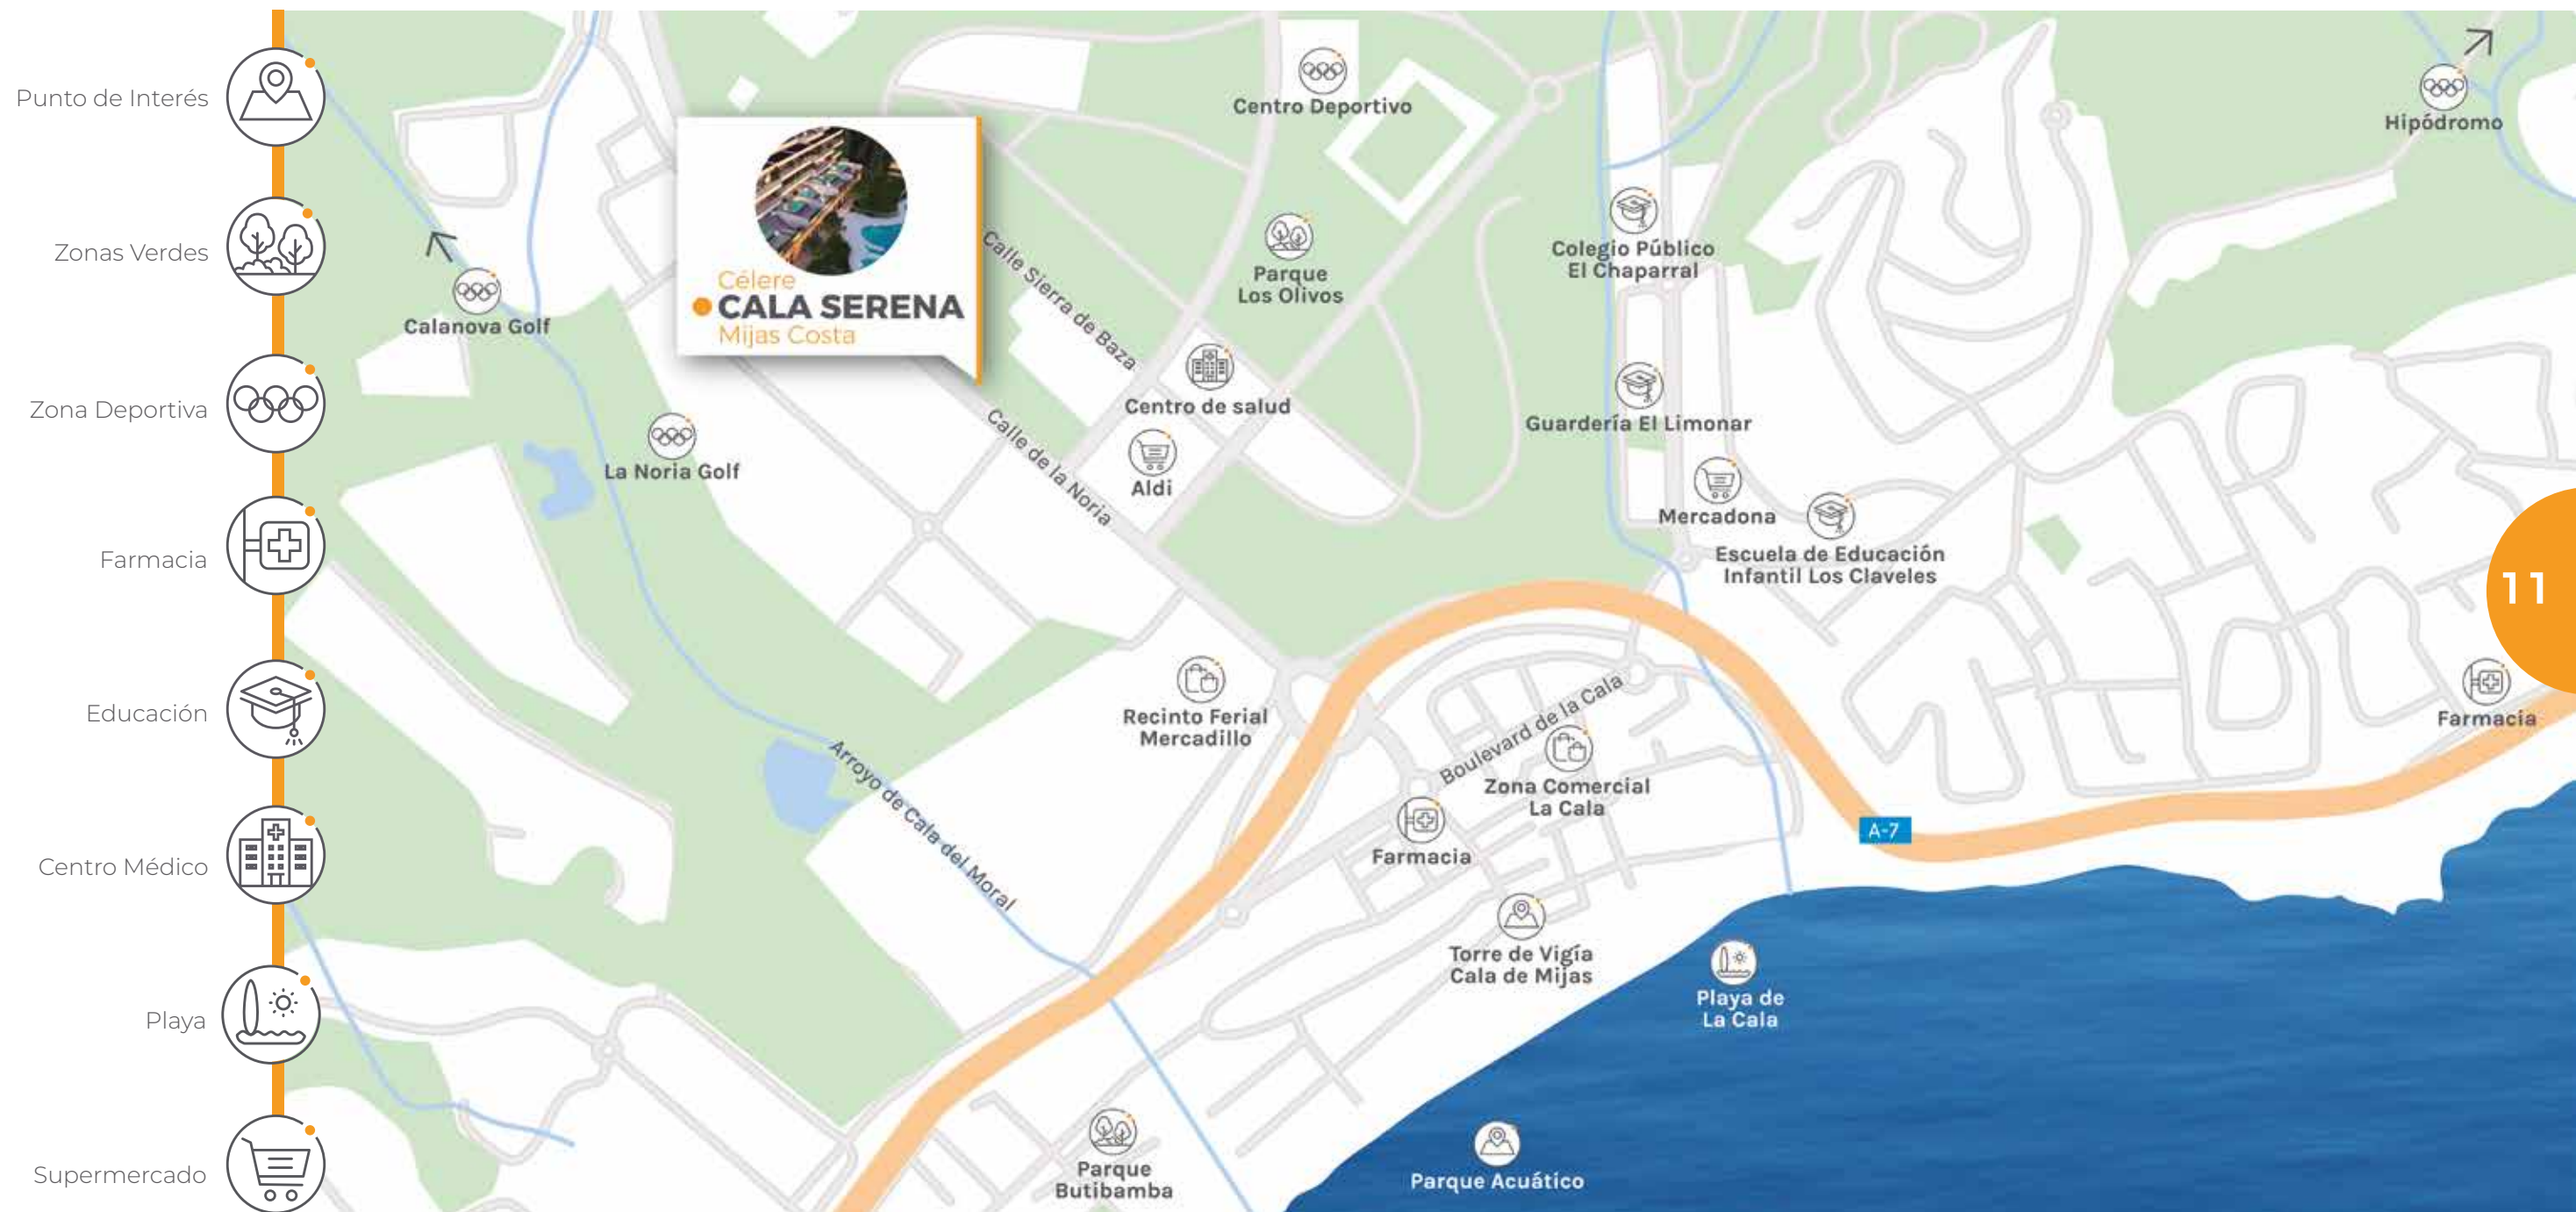 Punto de Interés
Zonas Verdes
Zona Deportiva
Farmacia
Educación
Centro Médico
Playa
Supermercado
Célere
CALA SERENA
Mijas Costa
Centro Deportivo
Hipódromo
Calle Sierra de Baza
Parque
Los Olivos
Colegio Público
El Chaparral
Calanova Golf
Centro de salud
Guardería El Limonar
La Noria Golf
Calle de la Noria
Aldi
Mercadona
Escuela de Educación
Infantil Los Claveles
11
Recinto Ferial
Mercadillo
Boulevard de la Cala
Zona Comercial
La Cala
Farmacia
Arroyo de Cala del Moral
Farmacia
A-7
Torre de Vigía
Cala de Mijas
Playa de
La Cala
Parque
Butibamba
Parque Acuático